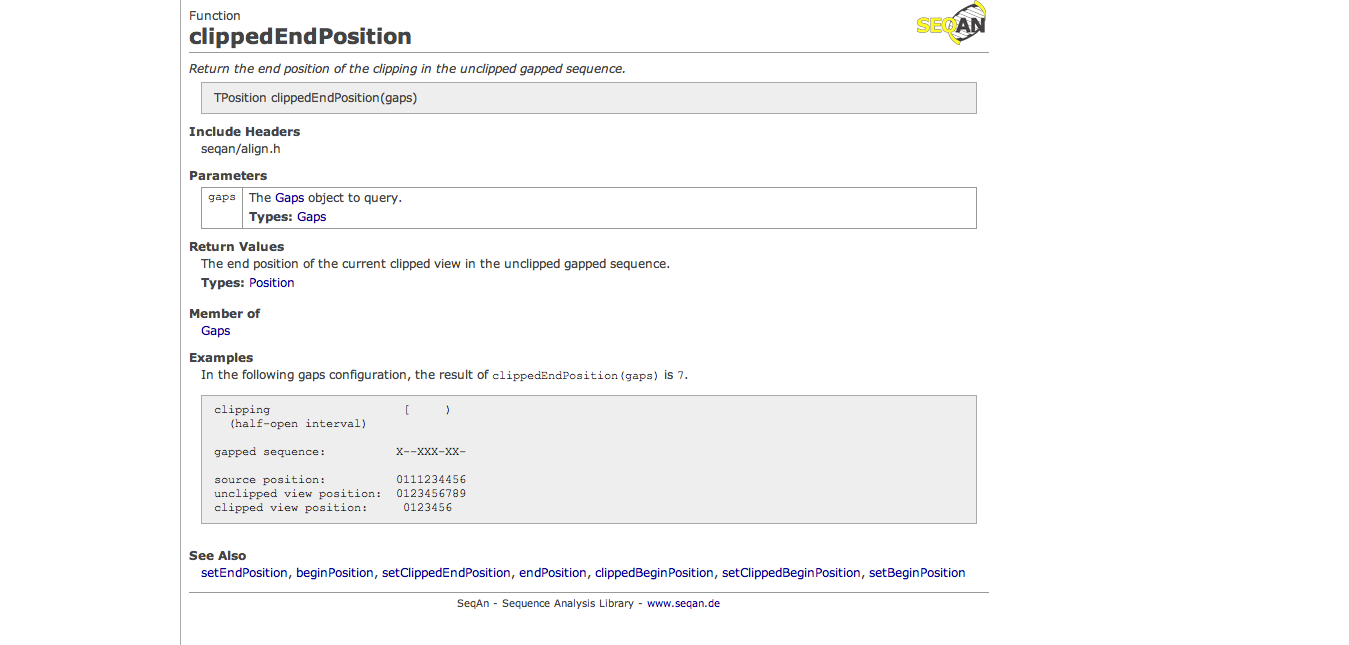 Function
SEQAN
clippedEndPosition
Return the end position of the clipping in the unclipped gapped sequence.
TPosition clippedEndPosition(gaps)
Include Headers
seqan/align.h
Parameters
gaps The Gaps object to query.
Types: Gaps
Return Values
The end position of the current clipped view in the unclipped gapped sequence.
Types: Position
Member of
Gaps
Examples
In the following gaps configuration, the result of clippedEndPosition(gaps) is 7.
clipping                  [     )
  (half-open interval)
gapped sequence:         X--XXX-XX-
source position:         0111234456
unclipped view position:  0123456789
clipped view position:     0123456
See Also
setEndPosition, beginPosition, setClippedEndPosition, endPosition, clippedBeginPosition, setClippedBeginPosition, setBeginPosition
SeqAn - Sequence Analysis Library - www.seqan.de